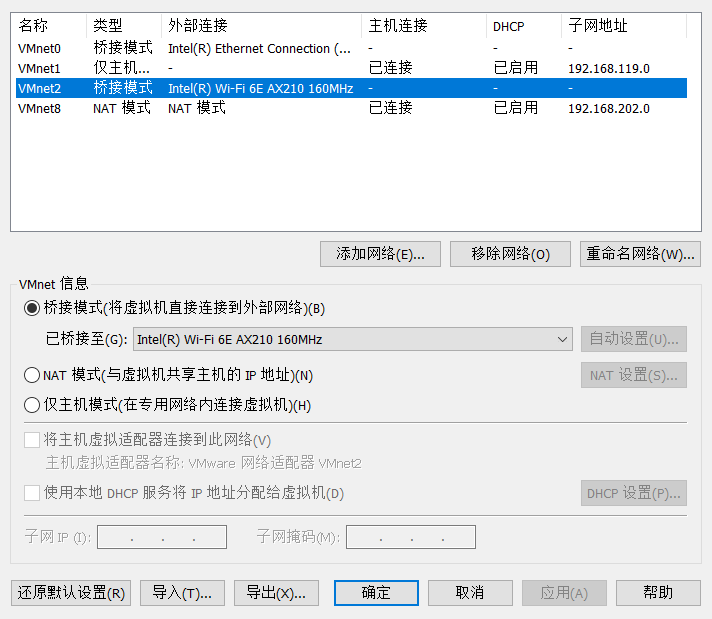 名称 类型 外部连接 主机连接 DHCP 子网地址
VMnet0 桥接模式 Intel(R) Ethernet Connection (... - - -
VMnet1 仅主机... - 已连接 已启用 192.168.119.0
VMnet2 桥接模式 Intel(R) Wi-Fi 6E AX210 160MHz - - -
VMnet8 NAT 模式 NAT 模式 已连接 已启用 192.168.202.0
添加网络(E)... 移除网络(O) 重命名网络(W)...
VMnet 信息
桥接模式(将虚拟机直接连接到外部网络)(B)
已桥接至(G): Intel(R) Wi-Fi 6E AX210 160MHz 自动设置(U)...
NAT 模式(与虚拟机共享主机的 IP 地址)(N) NAT 设置(S)...
仅主机模式(在专用网络内连接虚拟机)(H)
将主机虚拟适配器连接到此网络(V)
主机虚拟适配器名称: VMware 网络适配器 VMnet2
使用本地 DHCP 服务将 IP 地址分配给虚拟机(D) DHCP 设置(P)...
子网 IP (I): . . . 子网掩码(M): . . .
还原默认设置(R) 导入(T)... 导出(X)... 确定 取消 应用(A) 帮助